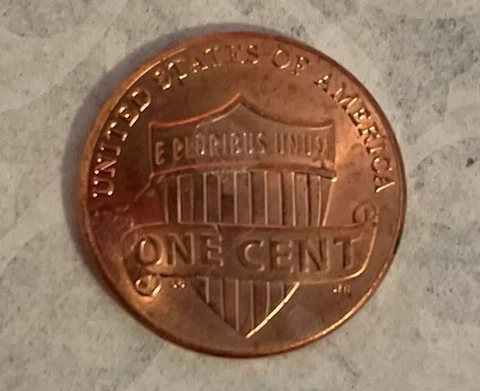 UNITED STATES OF AMERICA
E PLURIBUS UNUM
ONE CENT